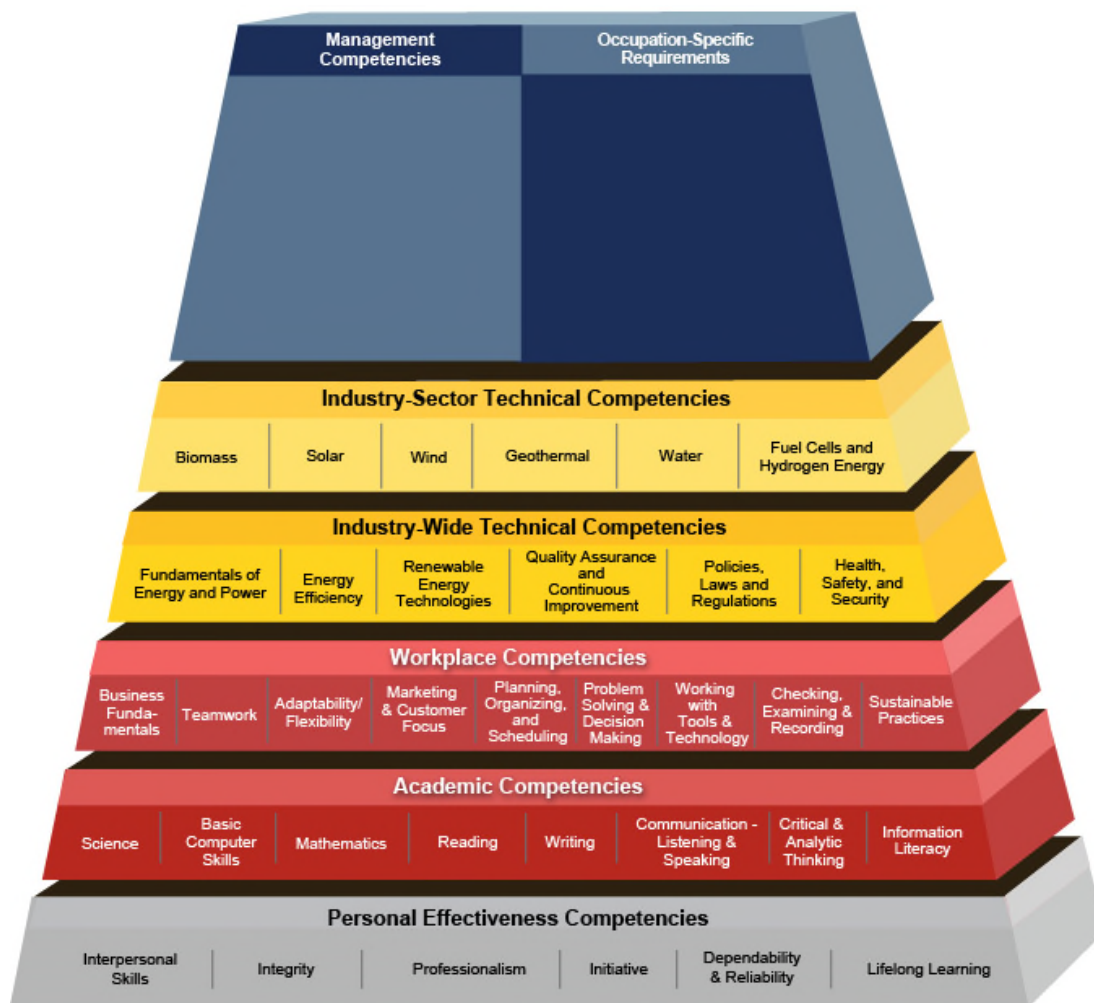 Management
Competencies
Occupation-Specific
Requirements
Industry-Sector Technical Competencies
Biomass
Solar
Wind
Geothermal
Water
Fuel Cells and
Hydrogen Energy
Industry-Wide Technical Competencies
Fundamentals of
Energy and Power
Energy
Efficiency
Renewable
Energy
Technologies
Quality Assurance
and
Continuous
Improvement
Policies,
Laws and
Regulations
Health,
Safety, and
Security
Workplace Competencies
Business
Funda-
mentals
Teamwork
Adaptability/
Flexibility
Marketing
& Customer
Focus
Planning,
Organizing,
and
Scheduling
Problem
Solving &
Decision
Making
Working
with
Tools &
Technology
Checking,
Examining &
Recording
Sustainable
Practices
Academic Competencies
Science
Basic
Computer
Skills
Mathematics
Reading
Writing
Communication -
Listening &
Speaking
Critical &
Analytic
Thinking
Information
Literacy
Personal Effectiveness Competencies
Interpersonal
Skills
Integrity
Professionalism
Initiative
Dependability
& Reliability
Lifelong Learning